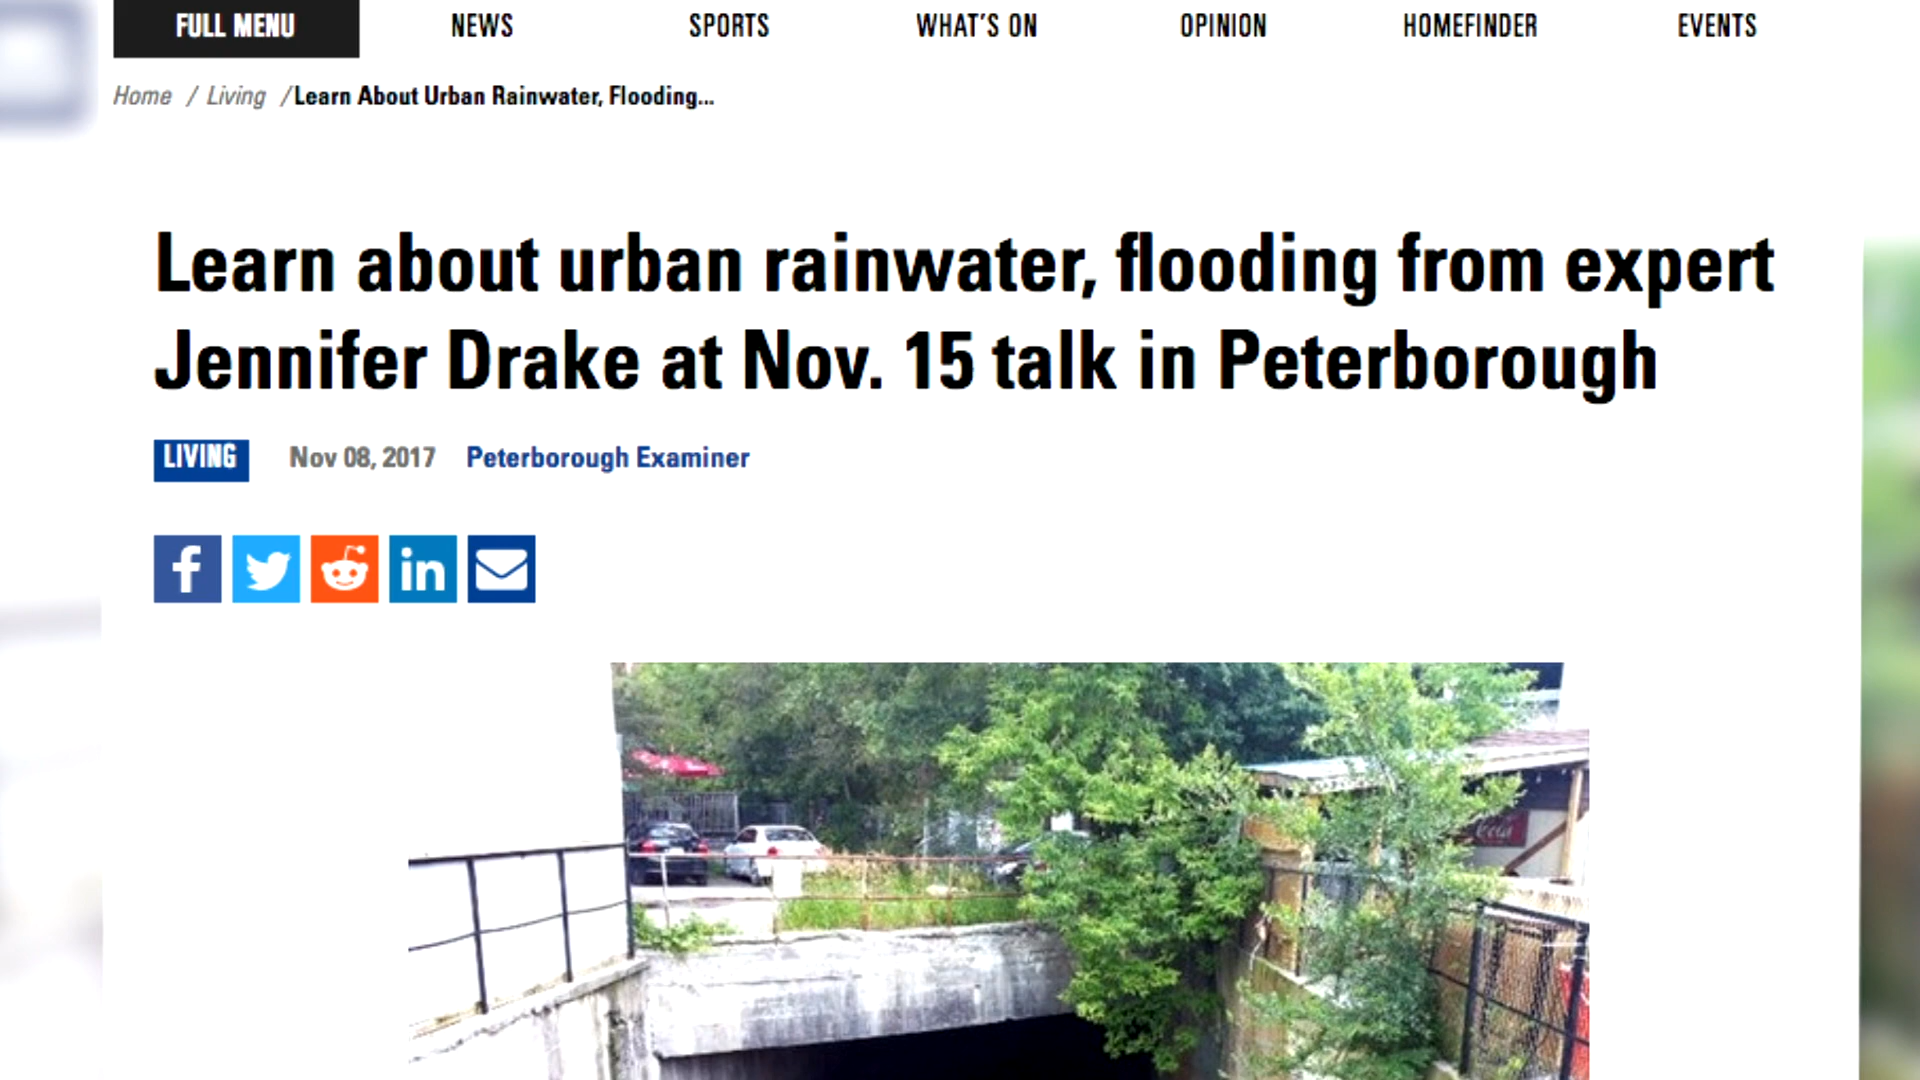 FULL MENU
NEWS
SPORTS
WHAT'S ON
OPINION
HOMEFINDER
EVENTS
Home / Living /Learn About Urban Rainwater, Flooding...
Learn about urban rainwater, flooding from expert
Jennifer Drake at Nov. 15 talk in Peterborough
LIVING
Nov 08, 2017
Peterborough Examiner
f
in